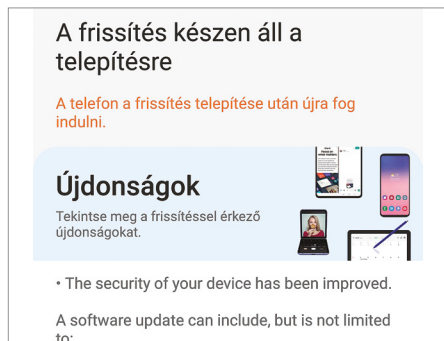 A frissítés készen áll a
telepítésre
A telefon a frissítés telepítése után újra fog
indulni.
Újdonságok
Tekintse meg a frissítéssel érkező
újdonságokat.
• The security of your device has been improved.
A software update can include, but is not limited
to: